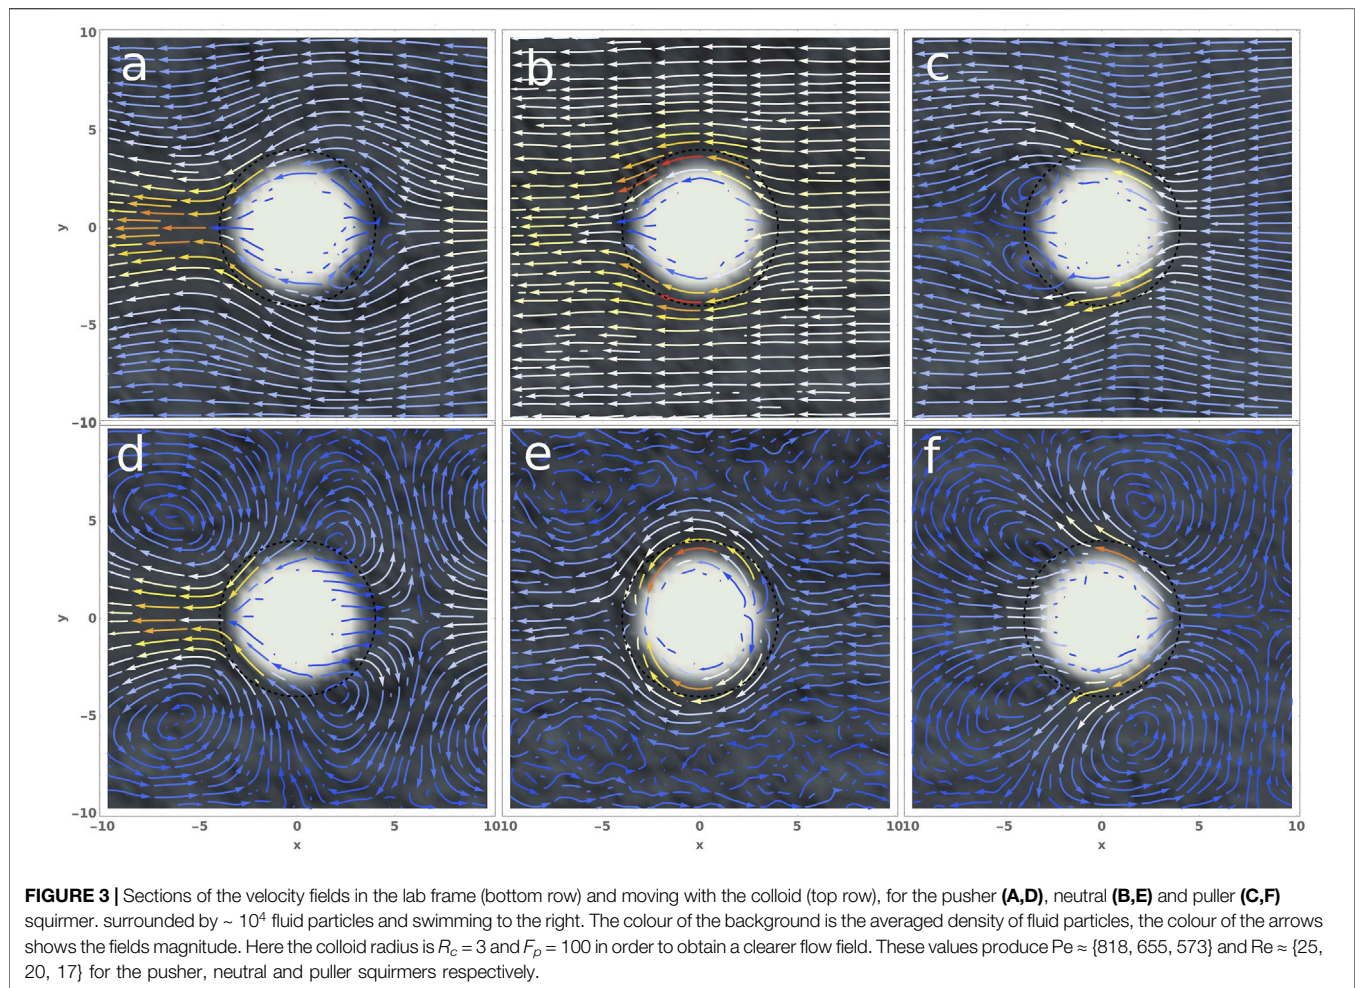 10
5
y
0
−5
−10
a
b
c
5
y
0
−5
−10
d
e
f
−10
−5
0
5
1010
−5
0
5
1010
−5
0
5
10
x
x
x
FIGURE 3 | Sections of the velocity fields in the lab frame (bottom row) and moving with the colloid (top row), for the pusher (A,D), neutral (B,E) and puller (C,F)
squirmer. surrounded by ~ 10⁴ fluid particles and swimming to the right. The colour of the background is the averaged density of fluid particles, the colour of the arrows
shows the fields magnitude. Here the colloid radius is Rc = 3 and Fp = 100 in order to obtain a clearer flow field. These values produce Pe ≈ {818, 655, 573} and Re ≈ {25,
20, 17} for the pusher, neutral and puller squirmers respectively.